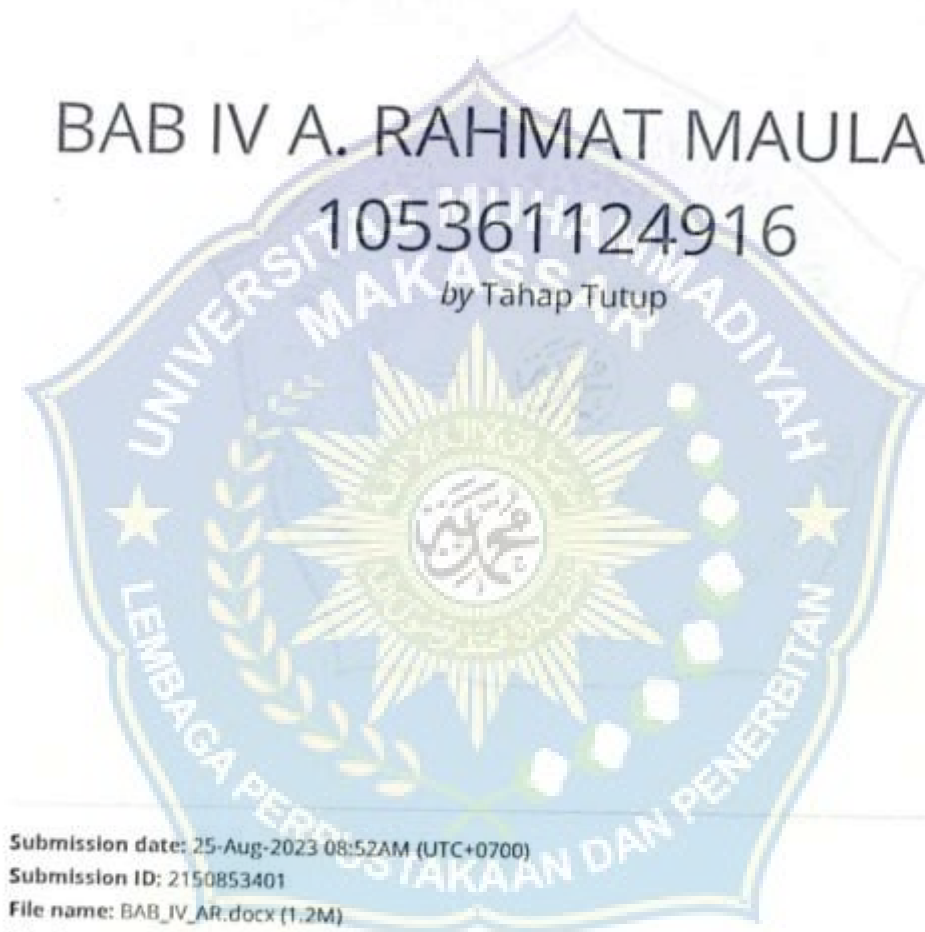 BAB IV A. RAHMAT MAULA
105361124916
by Tahap Tutup
UNIVERSITAS MUHAMMADIYAH
MAKASSAR
محمد
LEMBAGA PERPUSTAKAAN DAN PENERBITAN
Submission date: 25-Aug-2023 08:52AM (UTC+0700)
Submission ID: 2150853401
File name: BAB_IV_AR.docx (1.2M)